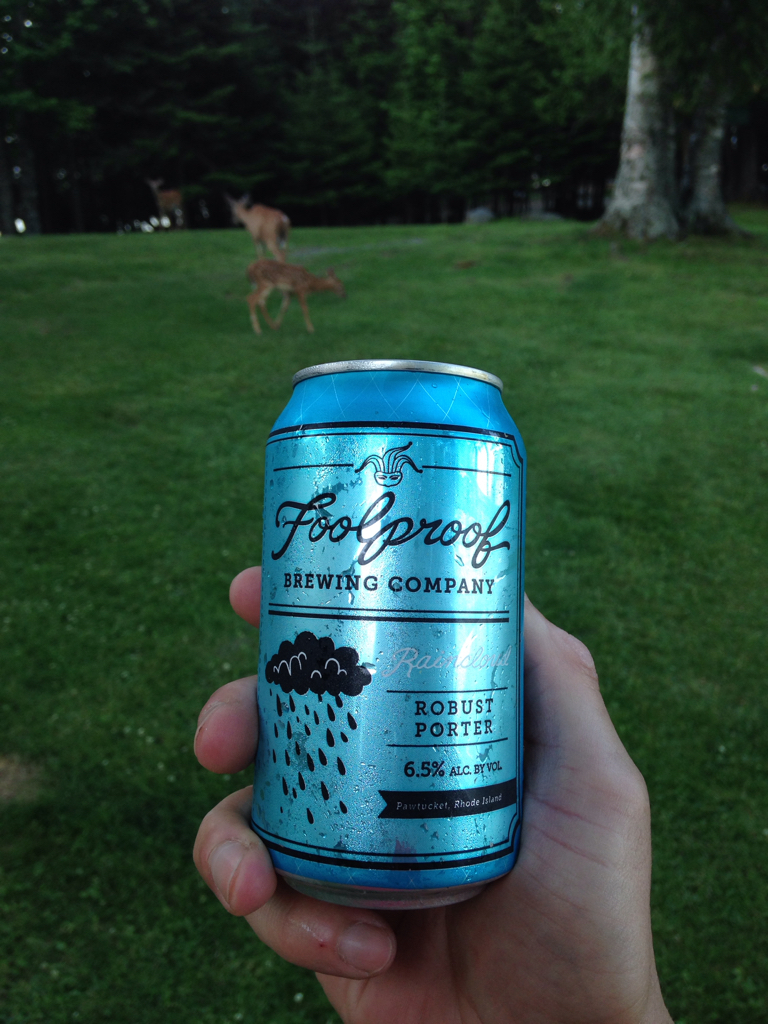 Foolproof
BREWING COMPANY
Raincloud
ROBUST
PORTER
6.5% ALC. BY VOL.
Pawtucket, Rhode Island